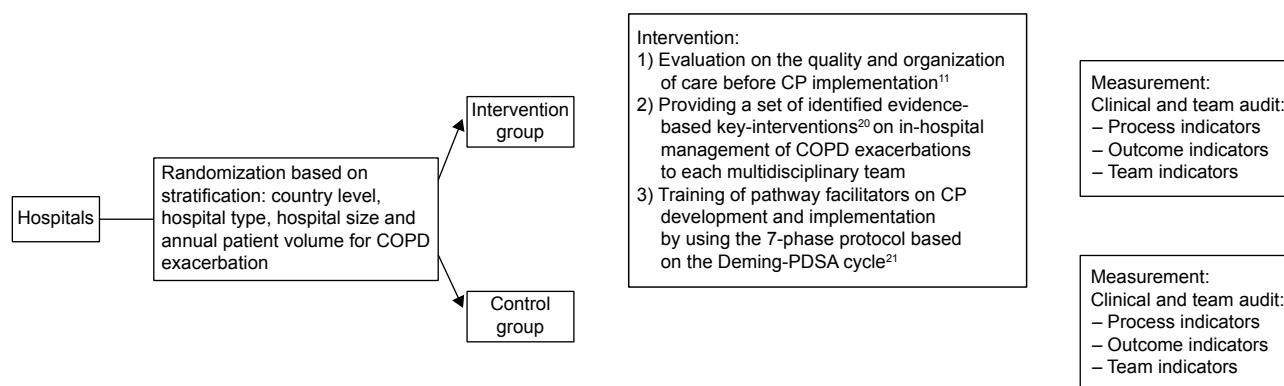 Hospitals
Randomization based on
stratification: country level,
hospital type, hospital size and
annual patient volume for COPD
exacerbation
Intervention
group
Control
group
Intervention:
1) Evaluation on the quality and organization
of care before CP implementation¹¹
2) Providing a set of identified evidence-
based key-interventions²⁰ on in-hospital
management of COPD exacerbations
to each multidisciplinary team
3) Training of pathway facilitators on CP
development and implementation
by using the 7-phase protocol based
on the Deming-PDSA cycle²¹
Measurement:
Clinical and team audit:
– Process indicators
– Outcome indicators
– Team indicators
Measurement:
Clinical and team audit:
– Process indicators
– Outcome indicators
– Team indicators